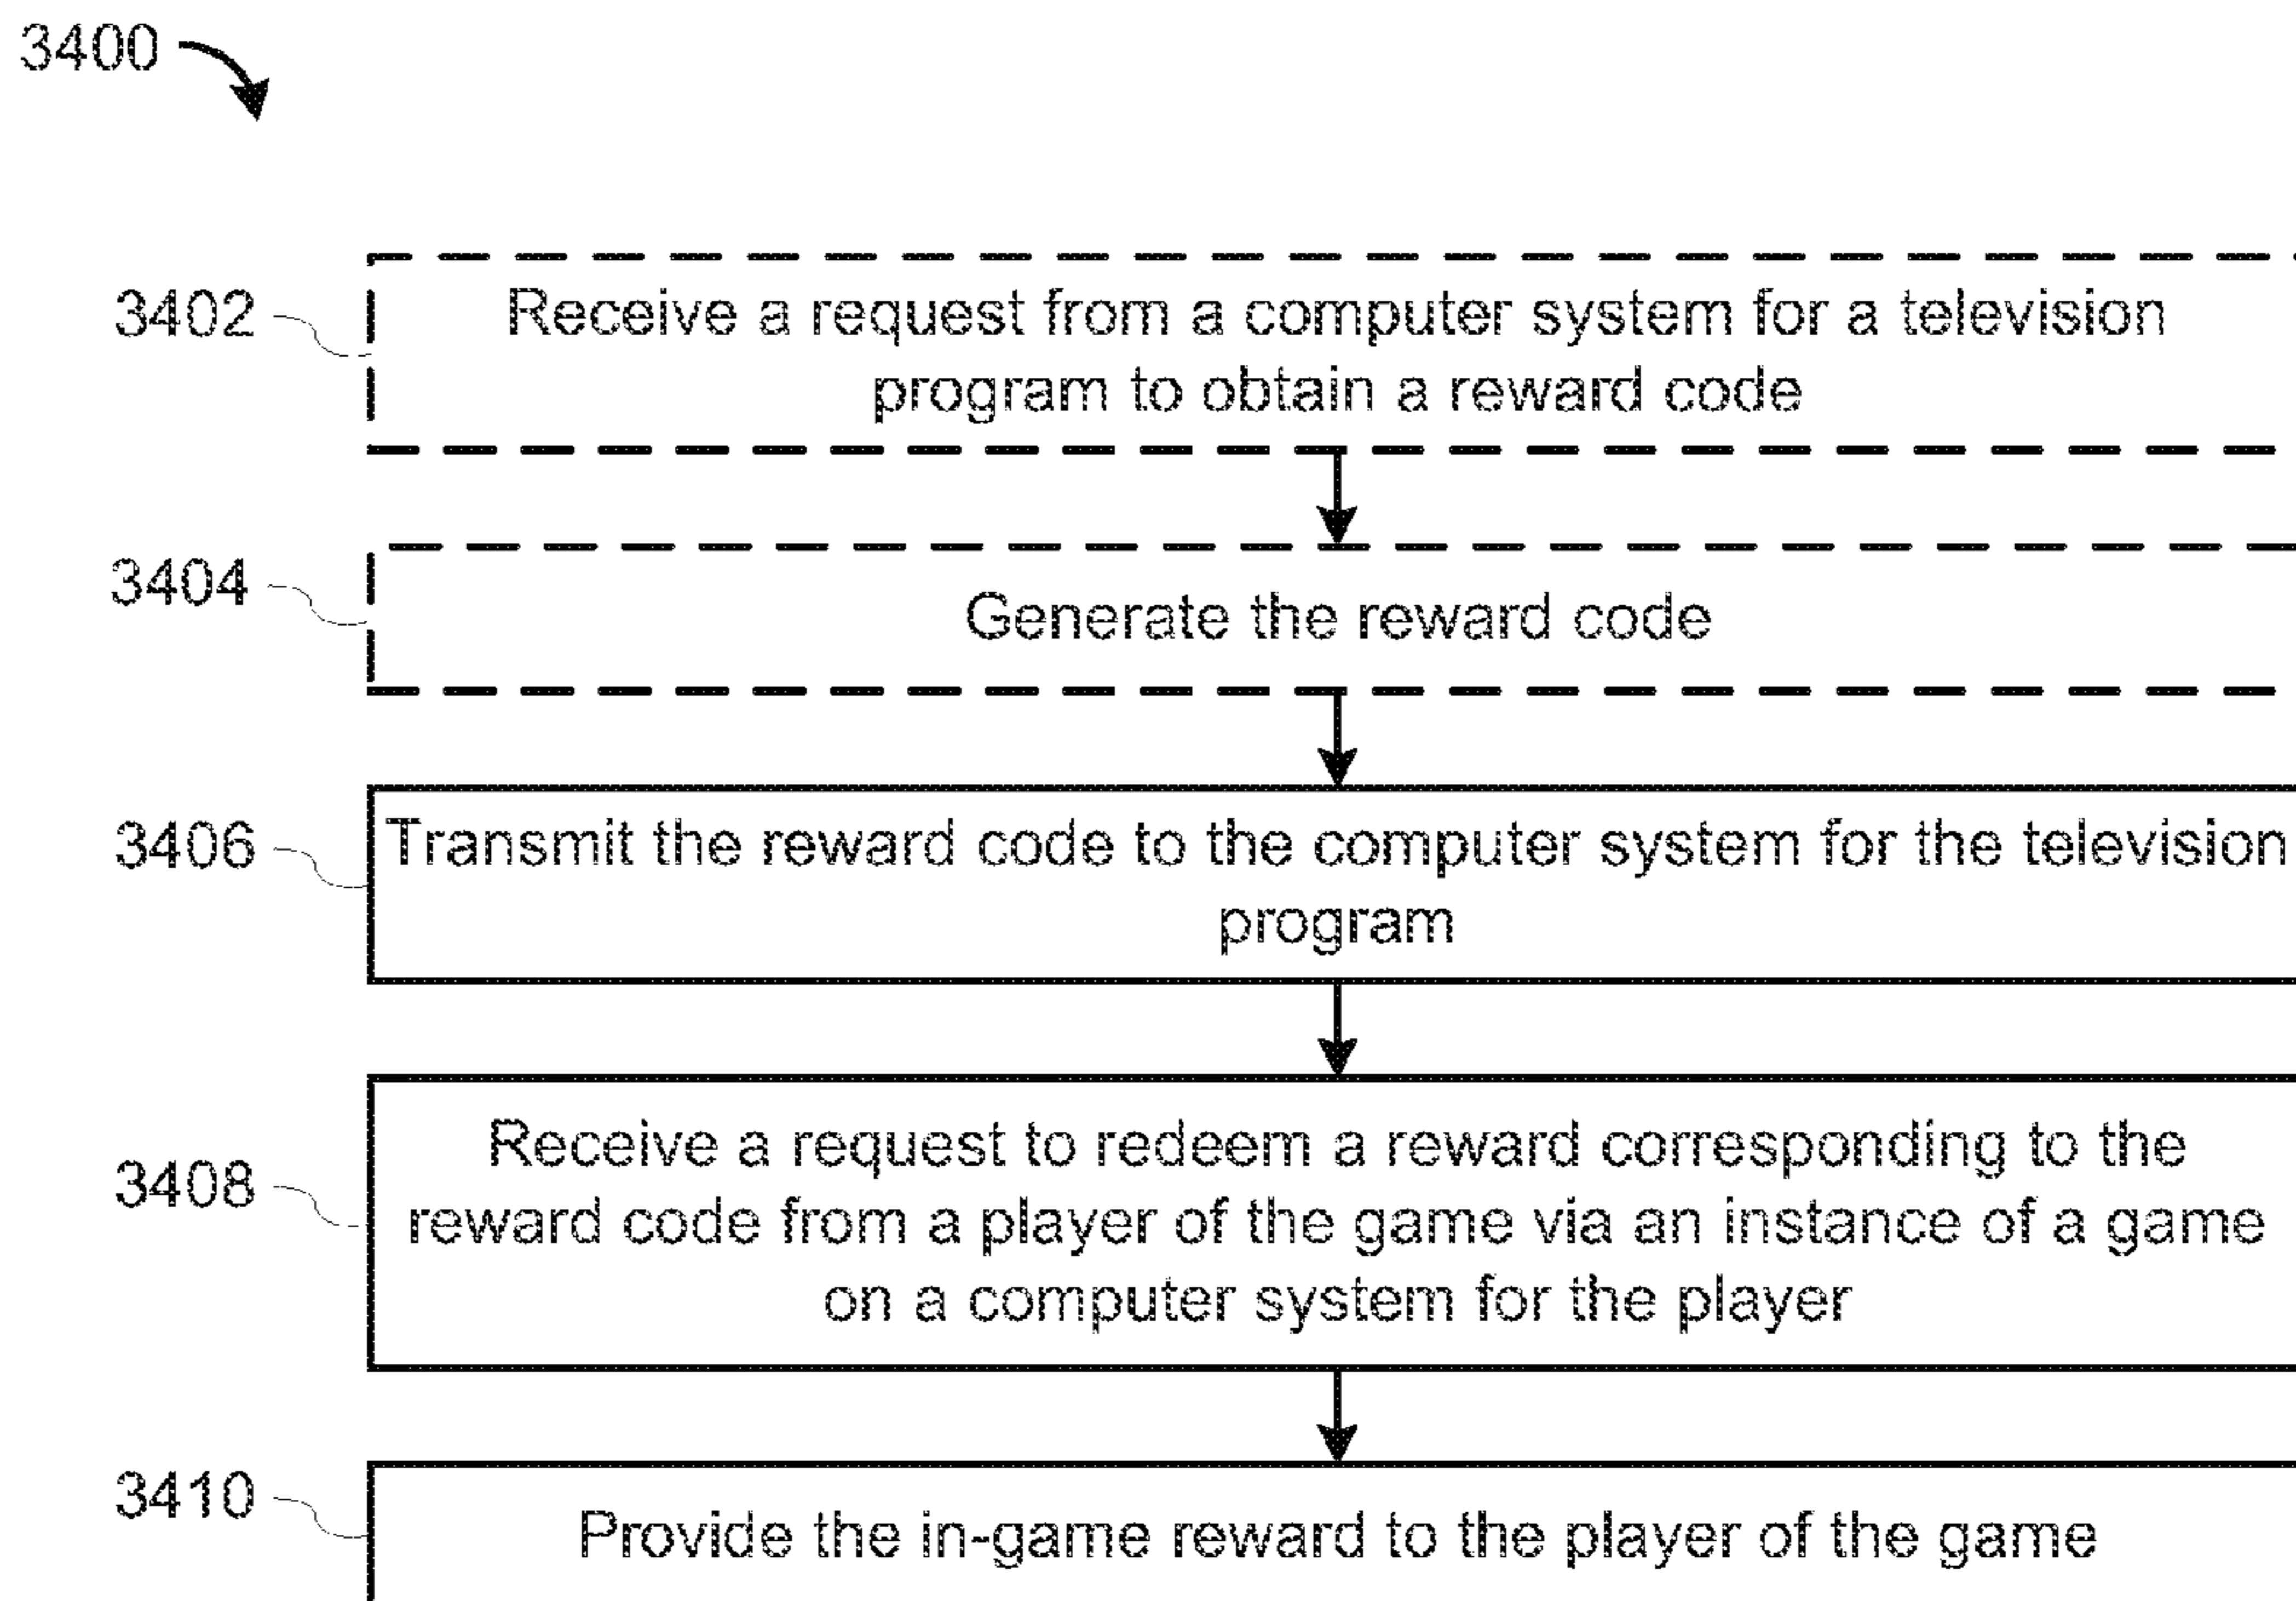 3400
3402
Receive a request from a computer system for a television
program to obtain a reward code
3404
Generate the reward code
3406
Transmit the reward code to the computer system for the television
program
3408
Receive a request to redeem a reward corresponding to the
reward code from a player of the game via an instance of a game
on a computer system for the player
3410
Provide the in-game reward to the player of the game